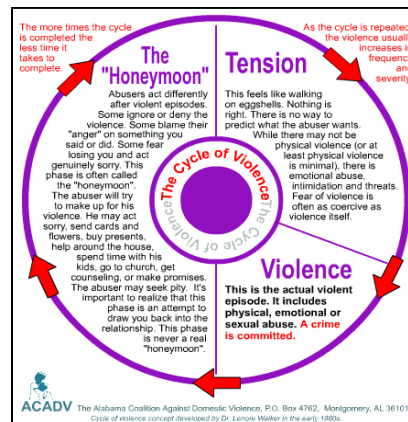 The more times the cycle
is completed the
less time it
takes to
complete.
As the cycle is repeated,
the violence usually
increases in
frequency
and
severity.
The
"Honeymoon"
Abusers act differently
after violent episodes.
Some ignore or deny the
violence. Some blame their
"anger" on something you
said or did. Some fear
losing you and act
genuinely sorry. This
phase is often called
the "honeymoon".
The abuser will try
to make up for his
violence. He may act
sorry, send cards and
flowers, buy presents,
help around the house,
spend time with his
kids, go to church, get
counseling, or make promises.
The abuser may seek pity. It's
important to realize that this
phase is an attempt to
draw you back into the
relationship. This phase
is never a real
"honeymoon".
Tension
This feels like walking
on eggshells. Nothing is
right. There is no way to
predict what the abuser wants.
While there may not be
physical violence (or at
least physical violence
is minimal), there is
emotional abuse,
intimidation and threats.
Fear of violence is
often as coercive as
violence itself.
The Cycle of Violence
The Cycle of Violence
Violence
This is the actual violent
episode. It includes
physical, emotional or
sexual abuse. A crime
is committed.
ACADV The Alabama Coalition Against Domestic Violence, P.O. Box 4762, Montgomery, AL 36101
Cycle of violence concept developed by Dr. Lenore Walker in the early 1980s.